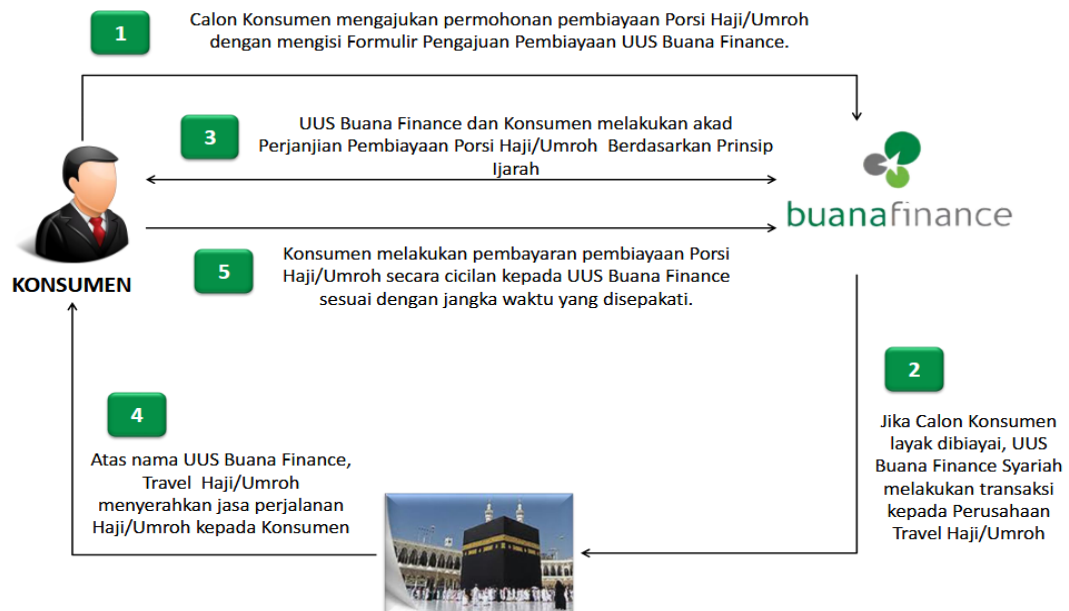 1
Calon Konsumen mengajukan permohonan pembiayaan Porsi Haji/Umroh
dengan mengisi Formulir Pengajuan Pembiayaan UUS Buana Finance.
3
UUS Buana Finance dan Konsumen melakukan akad
Perjanjian Pembiayaan Porsi Haji/Umroh Berdasarkan Prinsip
Ijarah
buanafinance
KONSUMEN
5
Konsumen melakukan pembayaran pembiayaan Porsi
Haji/Umroh secara cicilan kepada UUS Buana Finance
sesuai dengan jangka waktu yang disepakati.
2
Jika Calon Konsumen
layak dibiayai, UUS
Buana Finance Syariah
melakukan transaksi
kepada Perusahaan
Travel Haji/Umroh
4
Atas nama UUS Buana Finance,
Travel Haji/Umroh
menyerahkan jasa perjalanan
Haji/Umroh kepada Konsumen